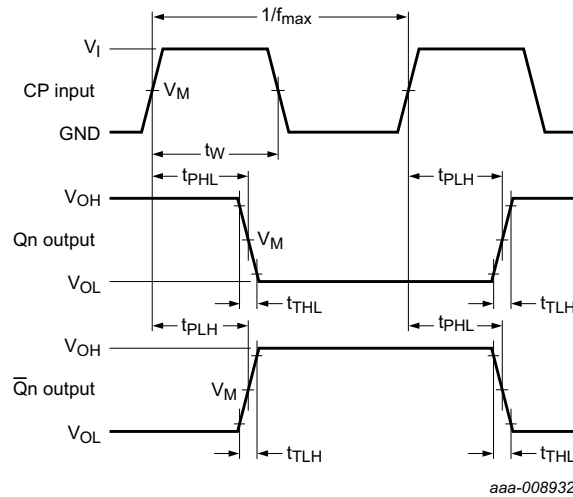 1/fmax
VI
CP input
VM
GND
tW
tPHL
tPLH
VOH
Qn output
VM
VOL
tTHL
tTLH
tPLH
tPHL
VOH
Q̅n output
VM
VOL
tTLH
tTHL
aaa-008932